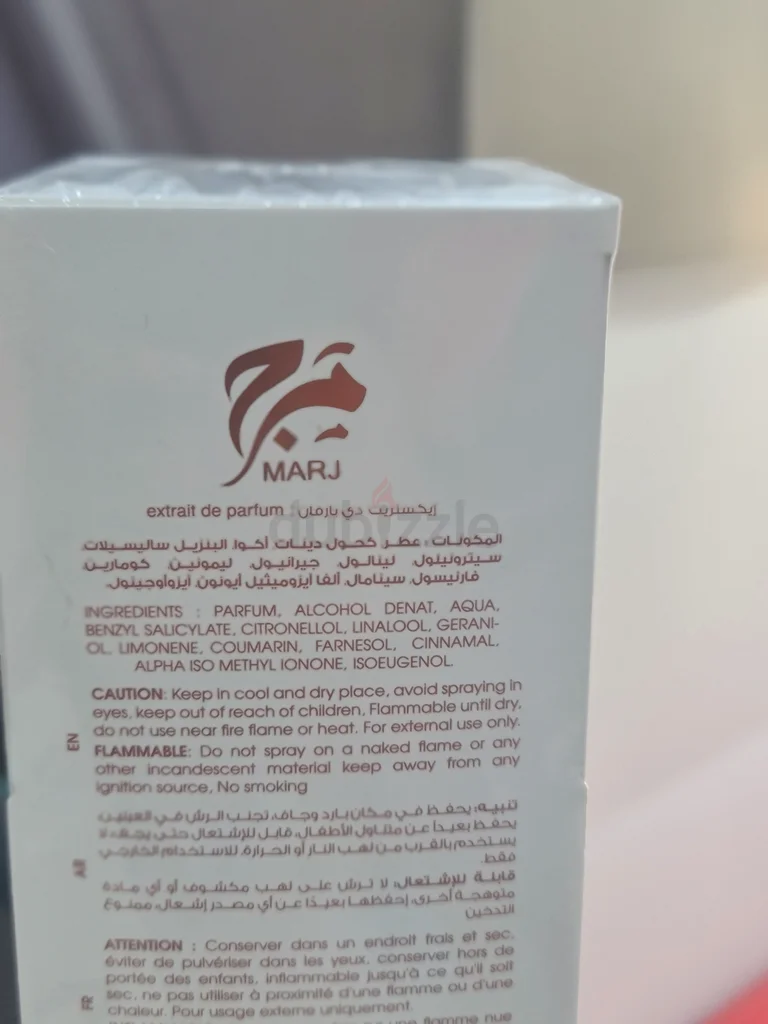 مرج
MARJ
extrait de parfum : إيكستريت دي بارفان
dubizzle
المكونات : عطر، كحول دينات، أكوا، البنزيل ساليسيلات،
سيترونيلول، لينالول، جيرانيول، ليمونين، كومارين
فارنيسول، سينامال، ألفا أيزوميثيل أيونون، أيزوأوجينول.
INGREDIENTS : PARFUM, ALCOHOL DENAT, AQUA,
BENZYL SALICYLATE, CITRONELLOL, LINALOOL, GERANI-
OL, LIMONENE, COUMARIN, FARNESOL, CINNAMAL,
ALPHA ISO METHYL IONONE, ISOEUGENOL.
EN
CAUTION: Keep in cool and dry place, avoid spraying in
eyes, keep out of reach of children, Flammable until dry,
do not use near fire flame or heat. For external use only.
FLAMMABLE: Do not spray on a naked flame or any
other incandescent material keep away from any
ignition source, No smoking
AR
تنبيه: يحفظ في مكان بارد وجاف، تجنب الرش في العينين
يحفظ بعيداً عن متناول الأطفال، قابل للإشتعال حتى يجف، لا
يستخدم بالقرب من لهب النار أو الحرارة. للاستخدام الخارجي
فقط.
قابلة للإشتعال: لا ترش على لهب مكشوف أو أي مادة
متوهجة أخرى، إحفظها بعيدًا عن أي مصدر إشعال، ممنوع
التدخين
FR
ATTENTION : Conserver dans un endroit frais et sec,
éviter de pulvériser dans les yeux, conserver hors de
portée des enfants, inflammable jusqu'à ce qu'il soit
sec, ne pas utiliser à proximité d'une flamme ou d'une
chaleur. Pour usage externe uniquement.
une flamme nue